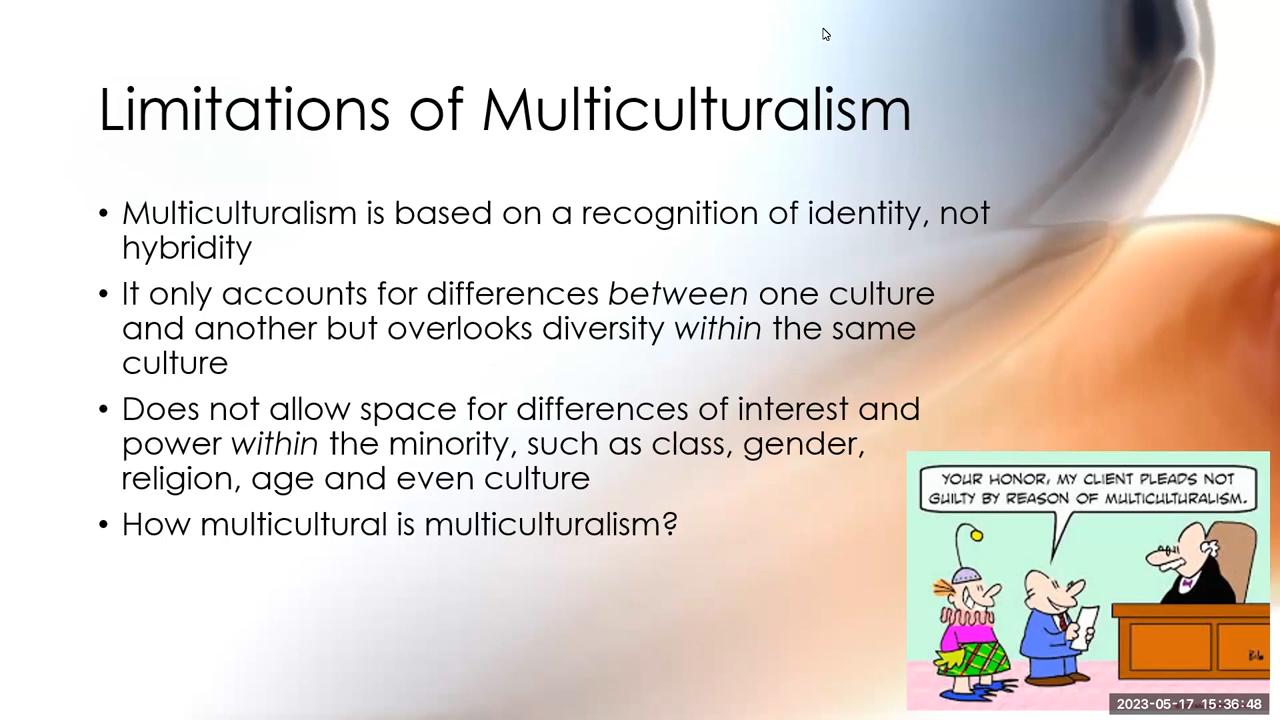 Limitations of Multiculturalism
• Multiculturalism is based on a recognition of identity, not
hybridity
• It only accounts for differences between one culture
and another but overlooks diversity within the same
culture
• Does not allow space for differences of interest and
power within the minority, such as class, gender,
religion, age and even culture
• How multicultural is multiculturalism?
YOUR HONOR, MY CLIENT PLEADS NOT
GUILTY BY REASON OF MULTICULTURALISM.
2023-05-17 15:36:48